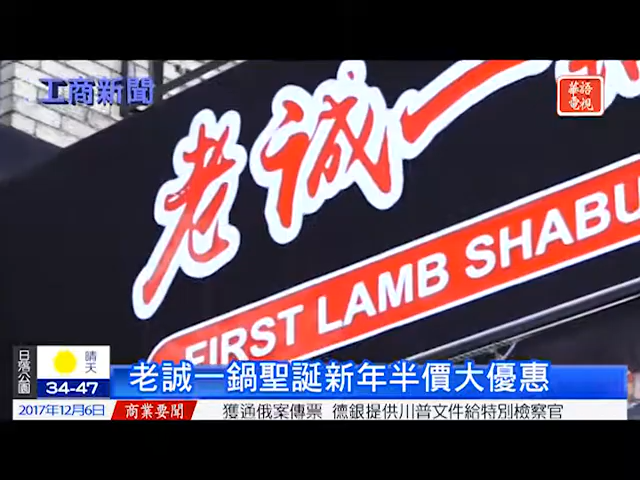 工商新聞
華語
電視
老誠一
FIRST LAMB SHABU
日落公園
晴天
34-47
老誠一鍋聖誕新年半價大優惠
2017年12月6日
商業要聞
獲通俄案傳票 德銀提供川普文件給特別檢察官